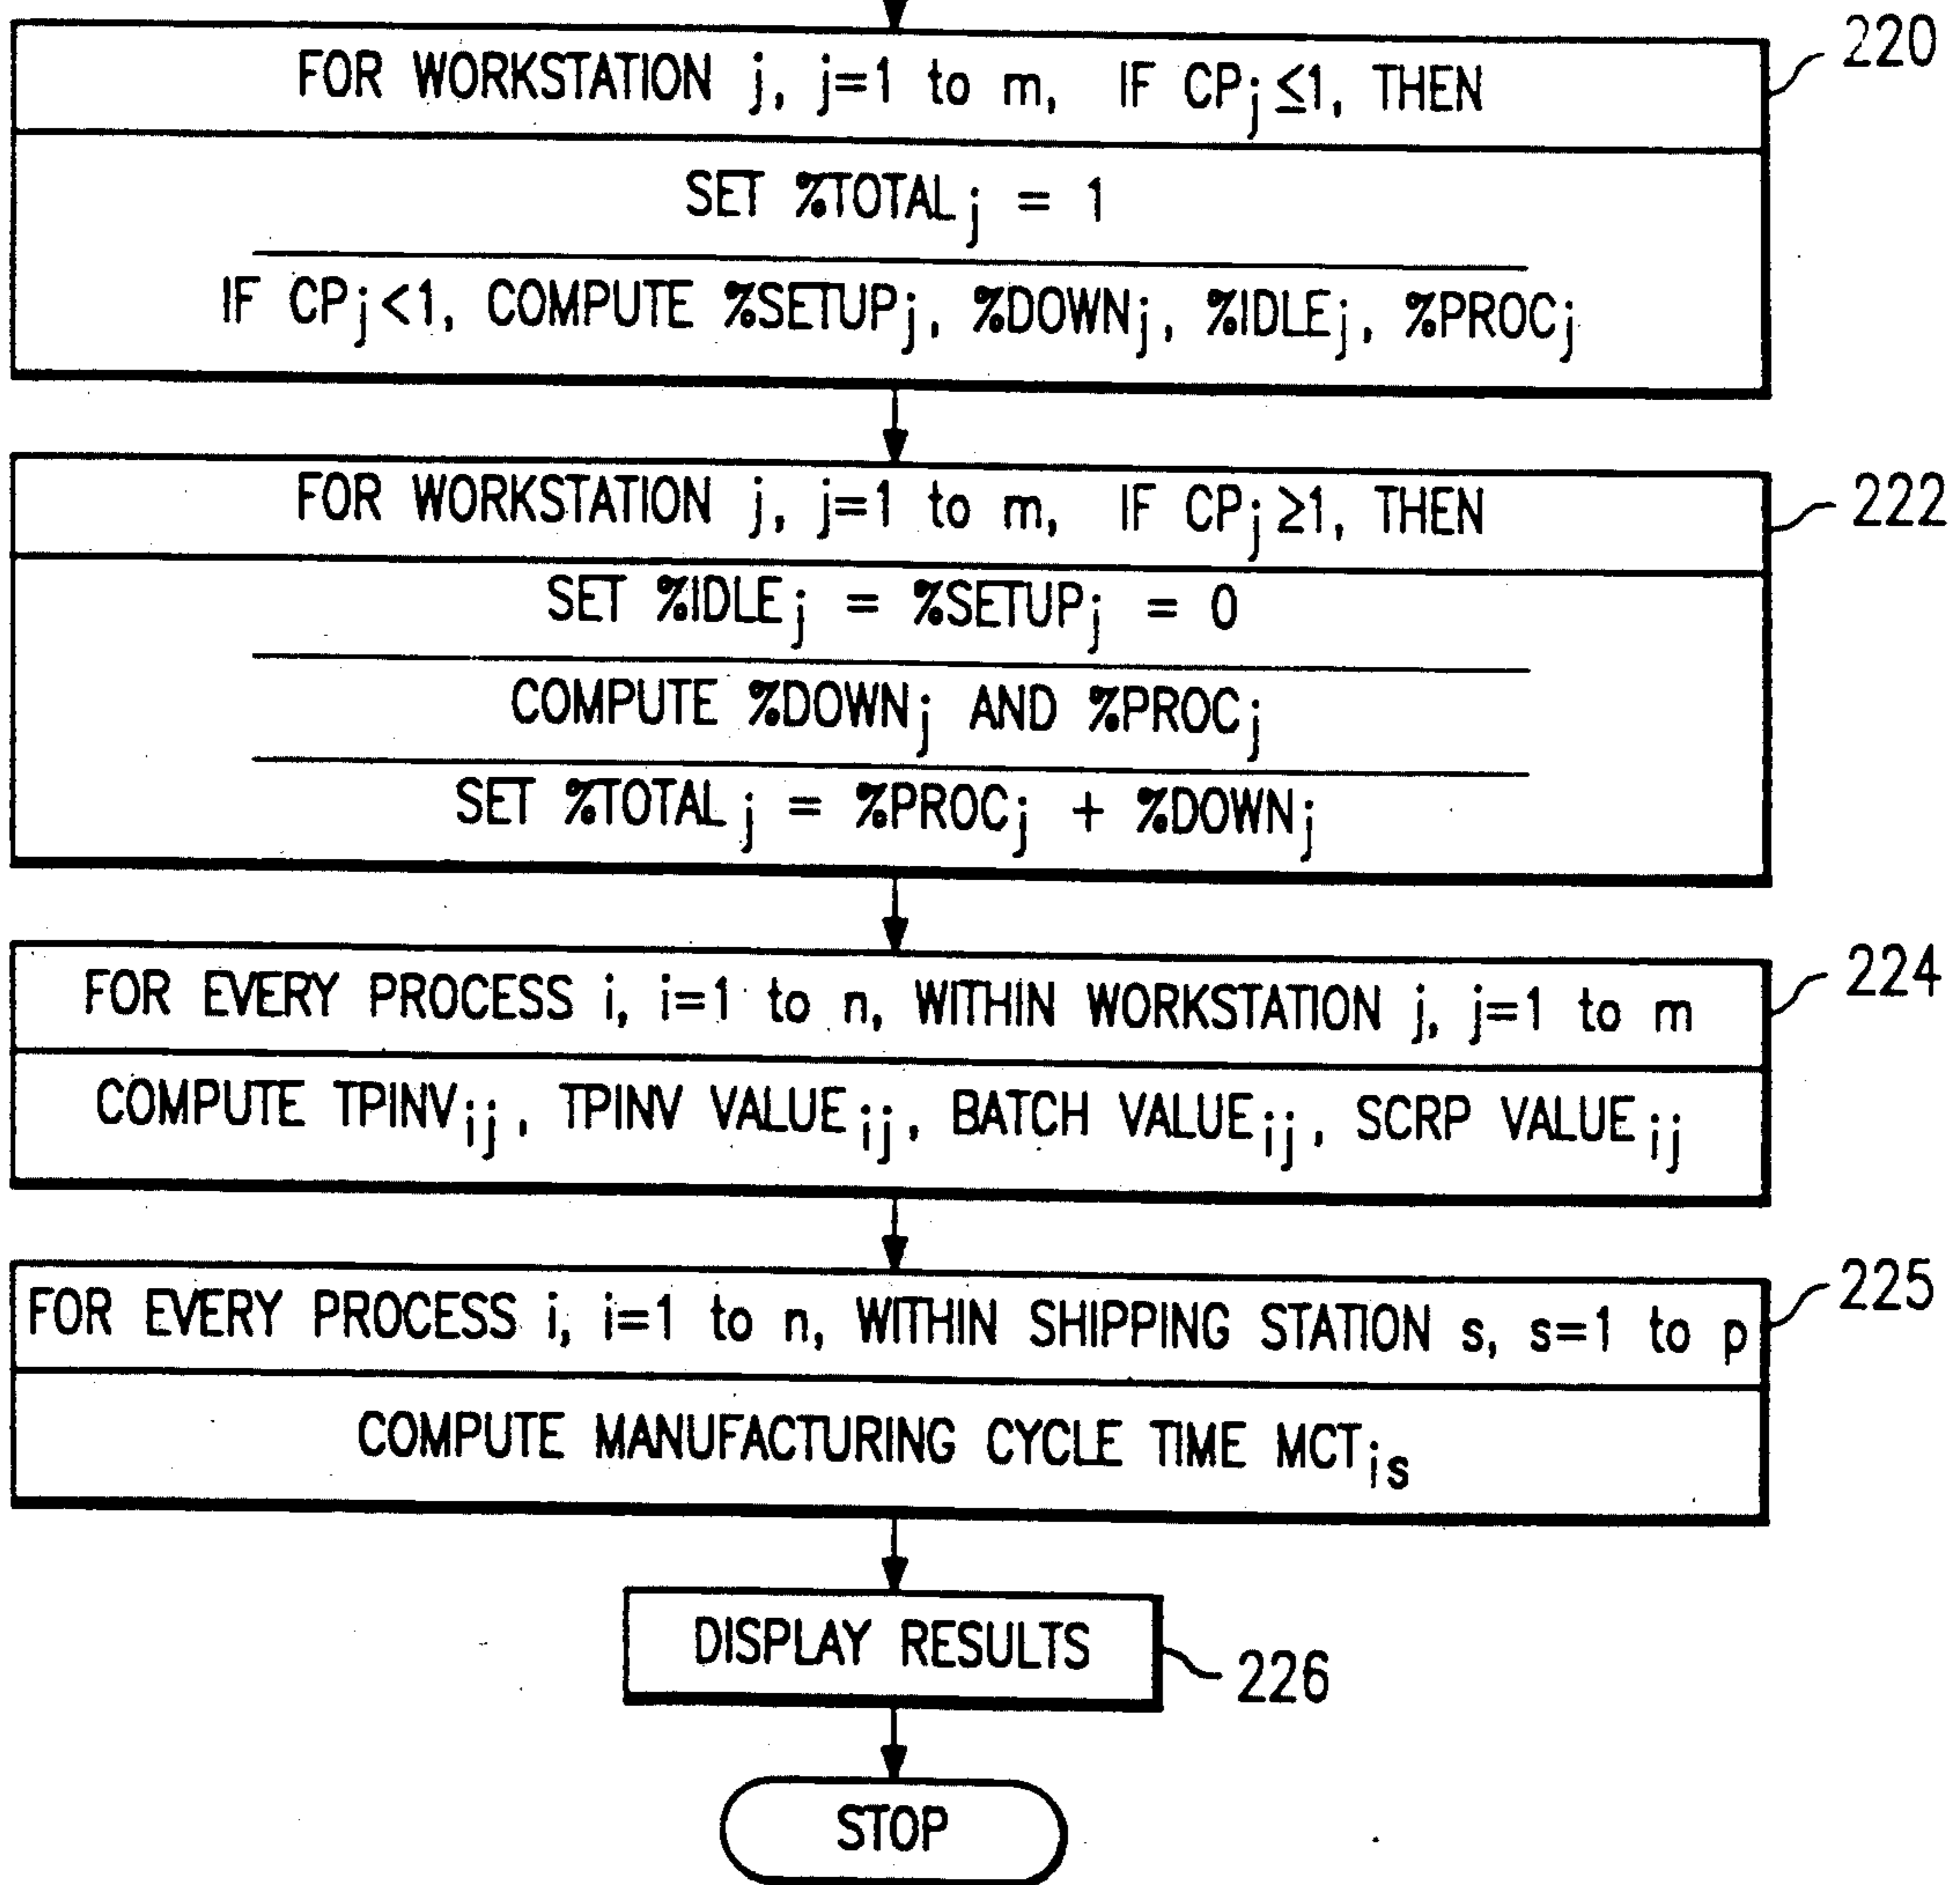 FOR WORKSTATION j, j=1 to m, IF CPj≤1, THEN
220
SET %TOTALj = 1
IF CPj<1, COMPUTE %SETUPj, %DOWNj, %IDLEj, %PROCj
FOR WORKSTATION j, j=1 to m, IF CPj≥1, THEN
222
SET %IDLEj = %SETUPj = 0
COMPUTE %DOWNj AND %PROCj
SET %TOTALj = %PROCj + %DOWNj
FOR EVERY PROCESS i, i=1 to n, WITHIN WORKSTATION j, j=1 to m
224
COMPUTE TPINVij, TPINV VALUEij, BATCH VALUEij, SCRP VALUEij
FOR EVERY PROCESS i, i=1 to n, WITHIN SHIPPING STATION s, s=1 to p
225
COMPUTE MANUFACTURING CYCLE TIME MCTis
DISPLAY RESULTS
226
STOP